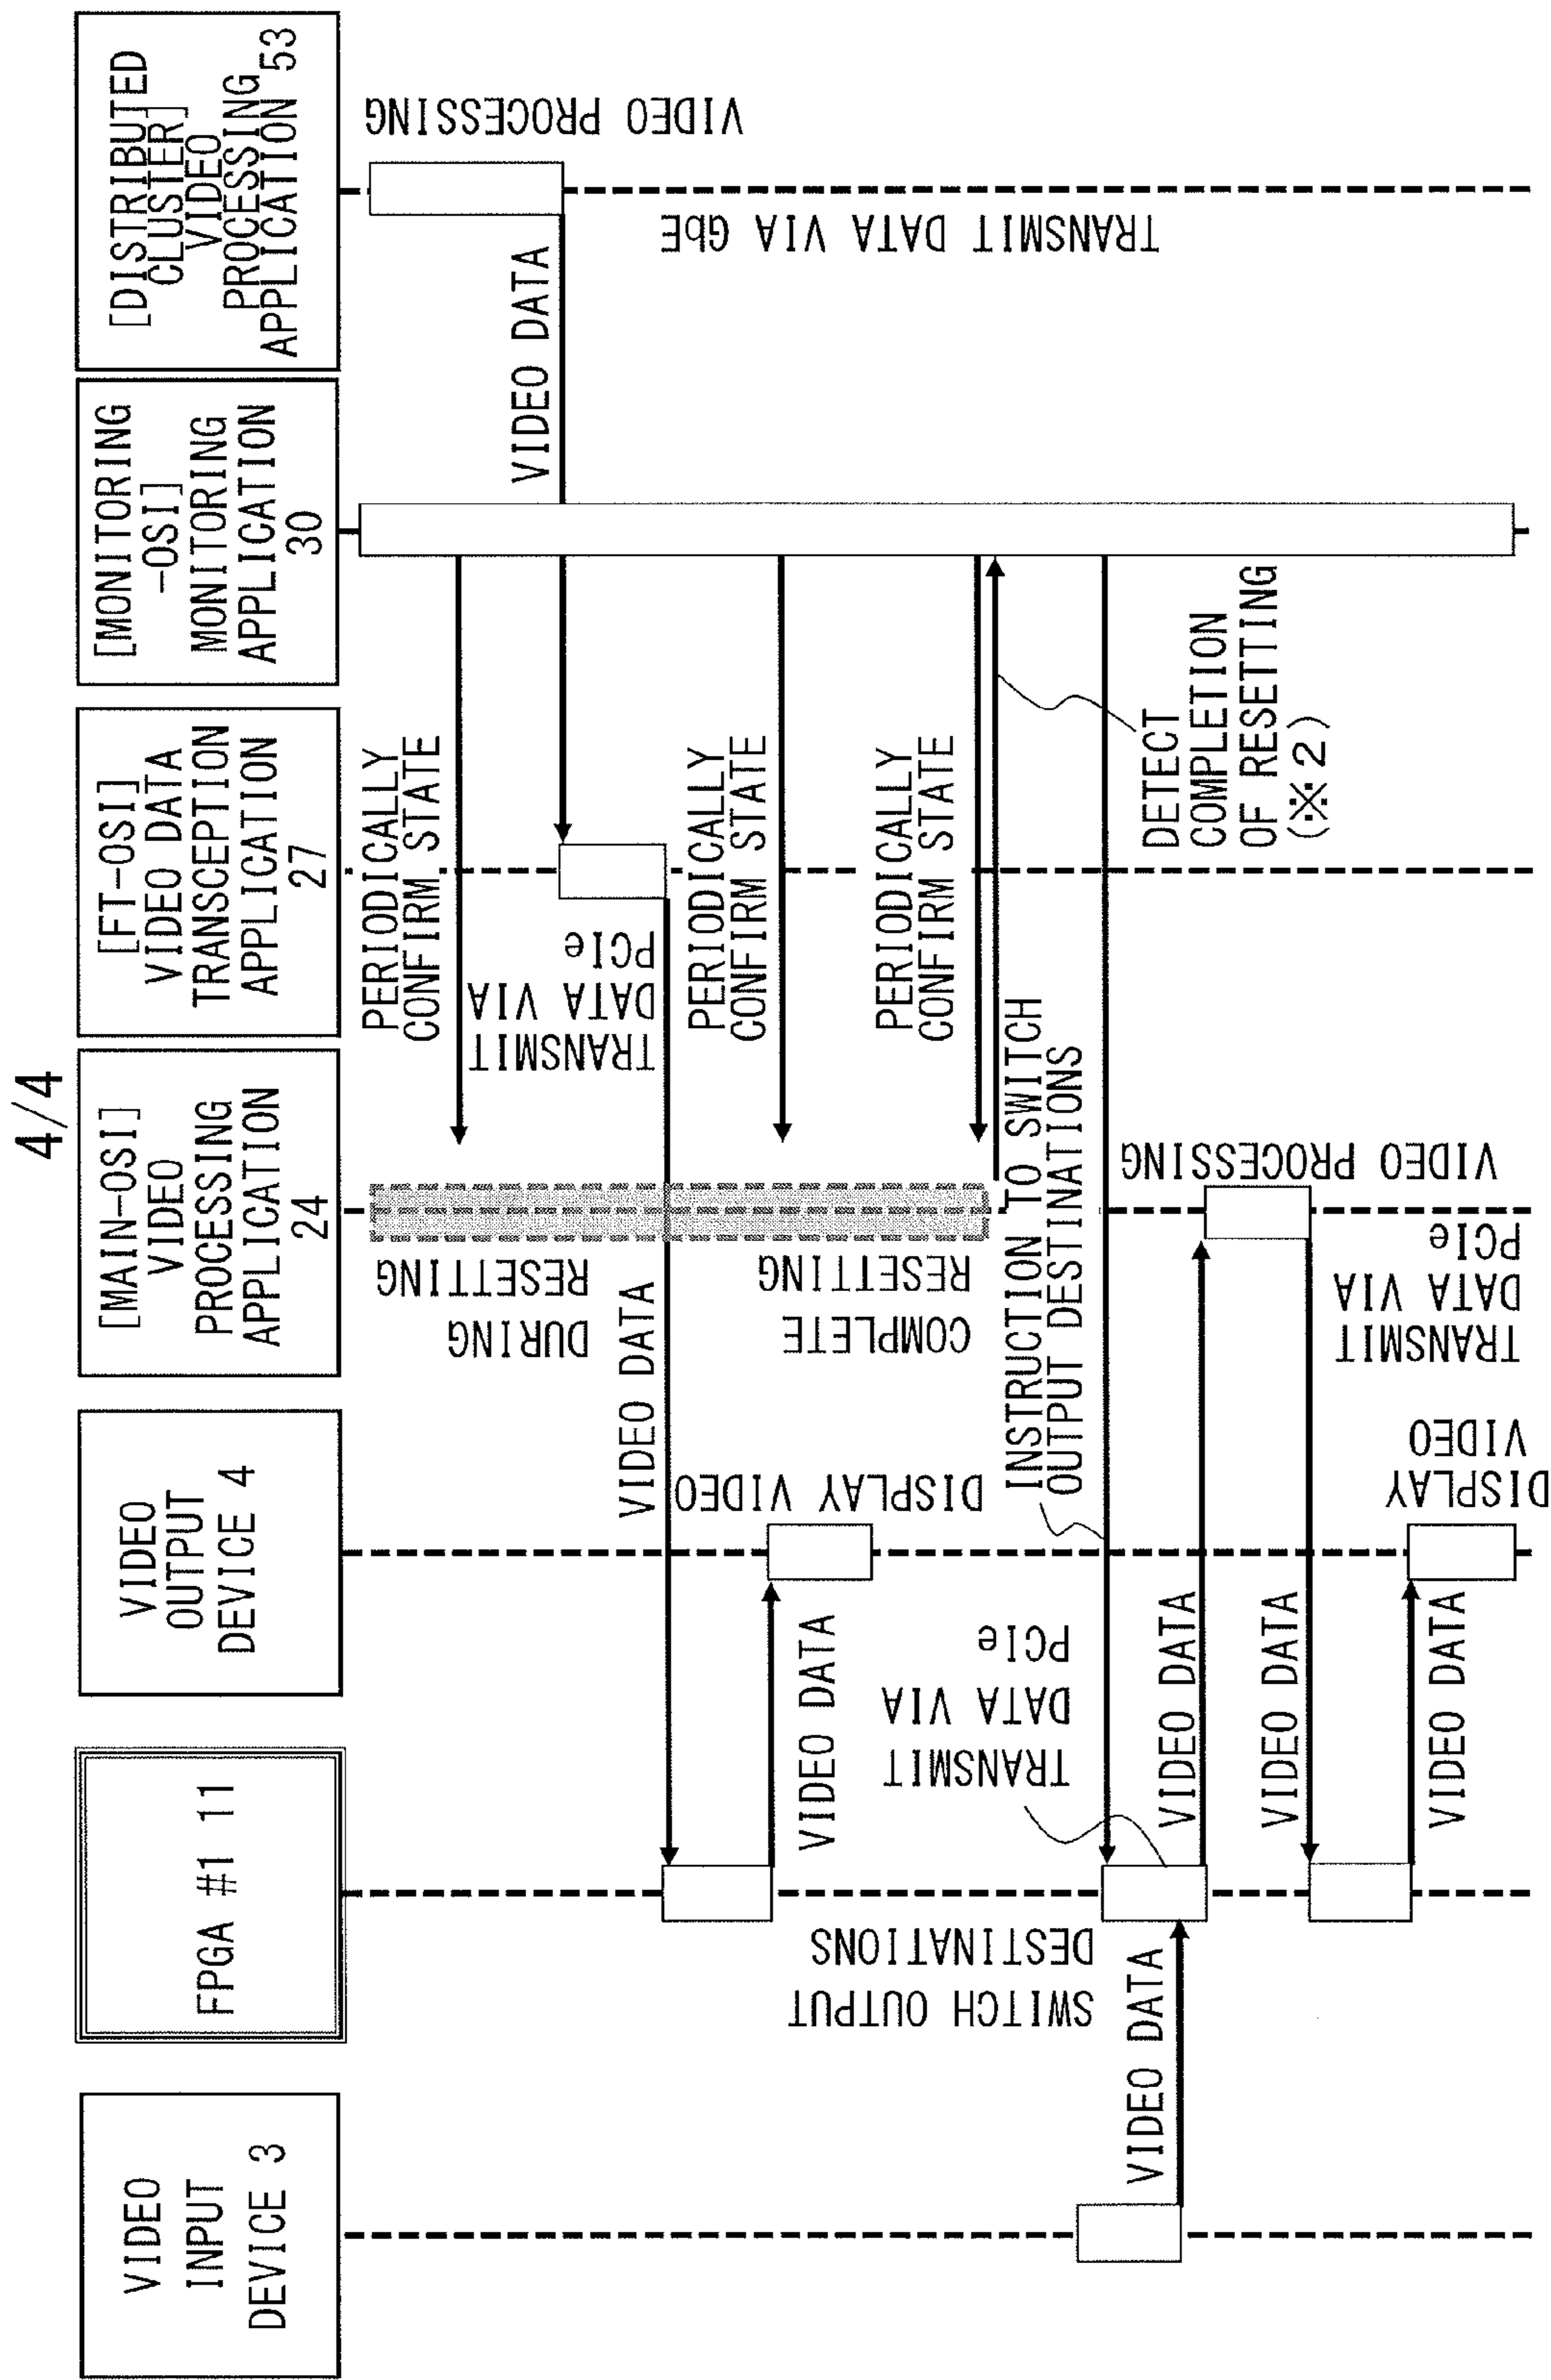 4/4
VIDEO
INPUT
DEVICE 3
FPGA #1 11
VIDEO
OUTPUT
DEVICE 4
[MAIN-OSI]
VIDEO
PROCESSING
APPLICATION
24
[FT-OSI]
VIDEO DATA
TRANSCEPTION
APPLICATION
27
[MONITORING
-OSI]
MONITORING
APPLICATION
30
[DISTRIBUTED
CLUSTER]
VIDEO
PROCESSING
APPLICATION 53
VIDEO PROCESSING
TRANSMIT DATA VIA GbE
VIDEO DATA
PERIODICALLY
CONFIRM STATE
TRANSMIT
DATA VIA
PCIe
PERIODICALLY
CONFIRM STATE
PERIODICALLY
CONFIRM STATE
DETECT
COMPLETION
OF RESETTING
(※2)
DURING
RESETTING
COMPLETE
RESETTING
VIDEO DATA
DISPLAY VIDEO
VIDEO DATA
INSTRUCTION TO SWITCH
OUTPUT DESTINATIONS
SWITCH OUTPUT
DESTINATIONS
TRANSMIT
DATA VIA
PCIe
VIDEO DATA
VIDEO DATA
VIDEO PROCESSING
TRANSMIT
DATA VIA
PCIe
VIDEO DATA
VIDEO DATA
DISPLAY
VIDEO